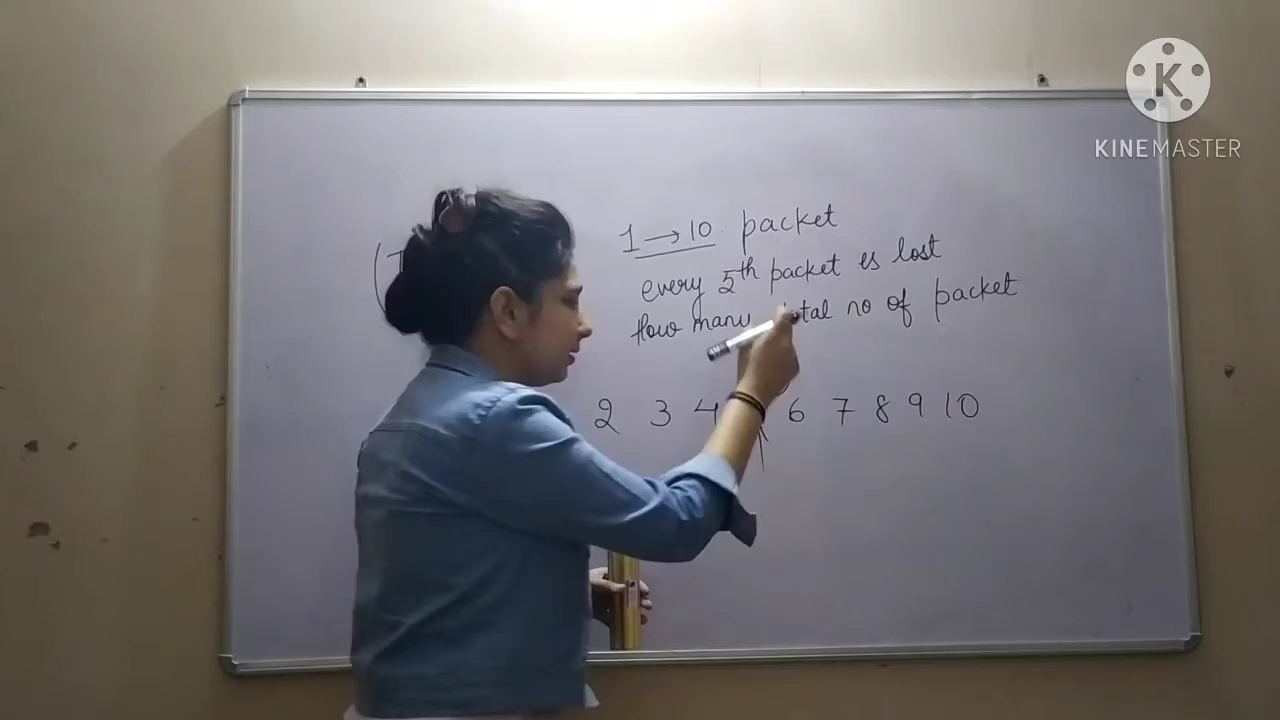 1 → 10 packet
every 5th packet is lost
How many total no of packet
2 3 4 6 7 8 9 10
K
KINEMASTER